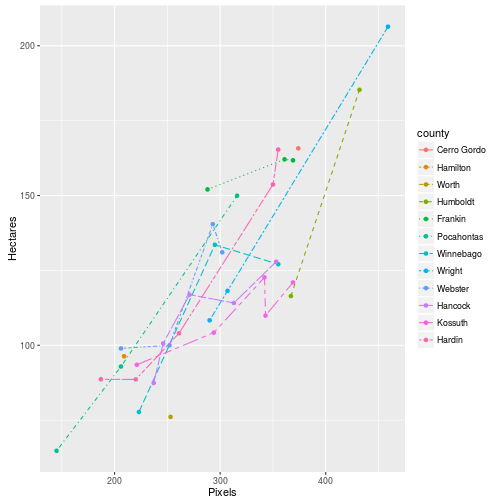 200
150
100
Hectares
200
300
400
Pixels
county
Cerro Gordo
Hamilton
Worth
Humboldt
Frankin
Pocahontas
Winnebago
Wright
Webster
Hancock
Kossuth
Hardin